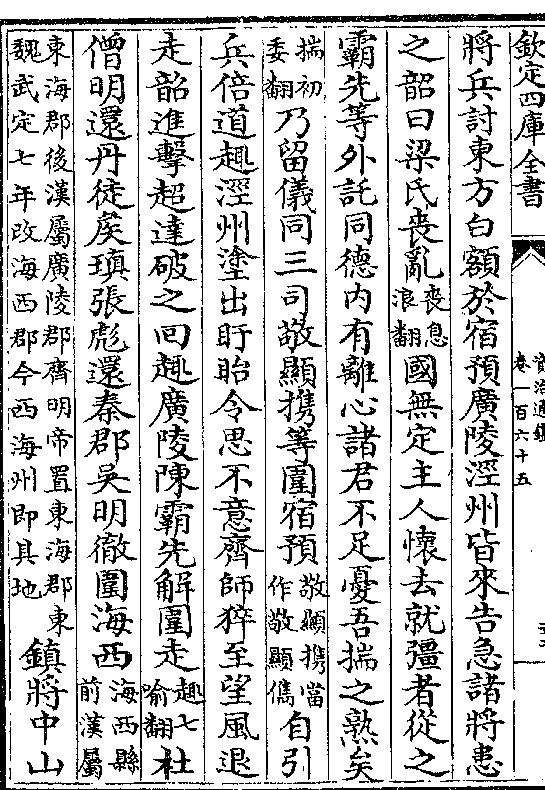 欽定四庫全書
資治通鑑
卷一百六十五
將兵討東方白額於宿預廣陵涇州皆來告急諸將患
之韶曰梁氏喪亂喪息浪翻國無定主人懷去就彊者從之
霸先等外託同德内有離心諸君不足憂吾揣之熟矣
揣初委翻乃留儀同三司敬顯携等圍宿預敬顯携當作敬顯儁自引
兵倍道趣涇州塗出盱眙令思不意齊師猝至望風退
走韶進擊超達破之回趣廣陵陳霸先解圍走趣七喻翻杜
僧明還丹徒矦瑱張彪還秦郡吳明徹圍海西海西縣前漢屬
東海郡後漢屬廣陵郡齊明帝置東海郡東魏武定七年改海西郡今西海州即其地鎮將中山